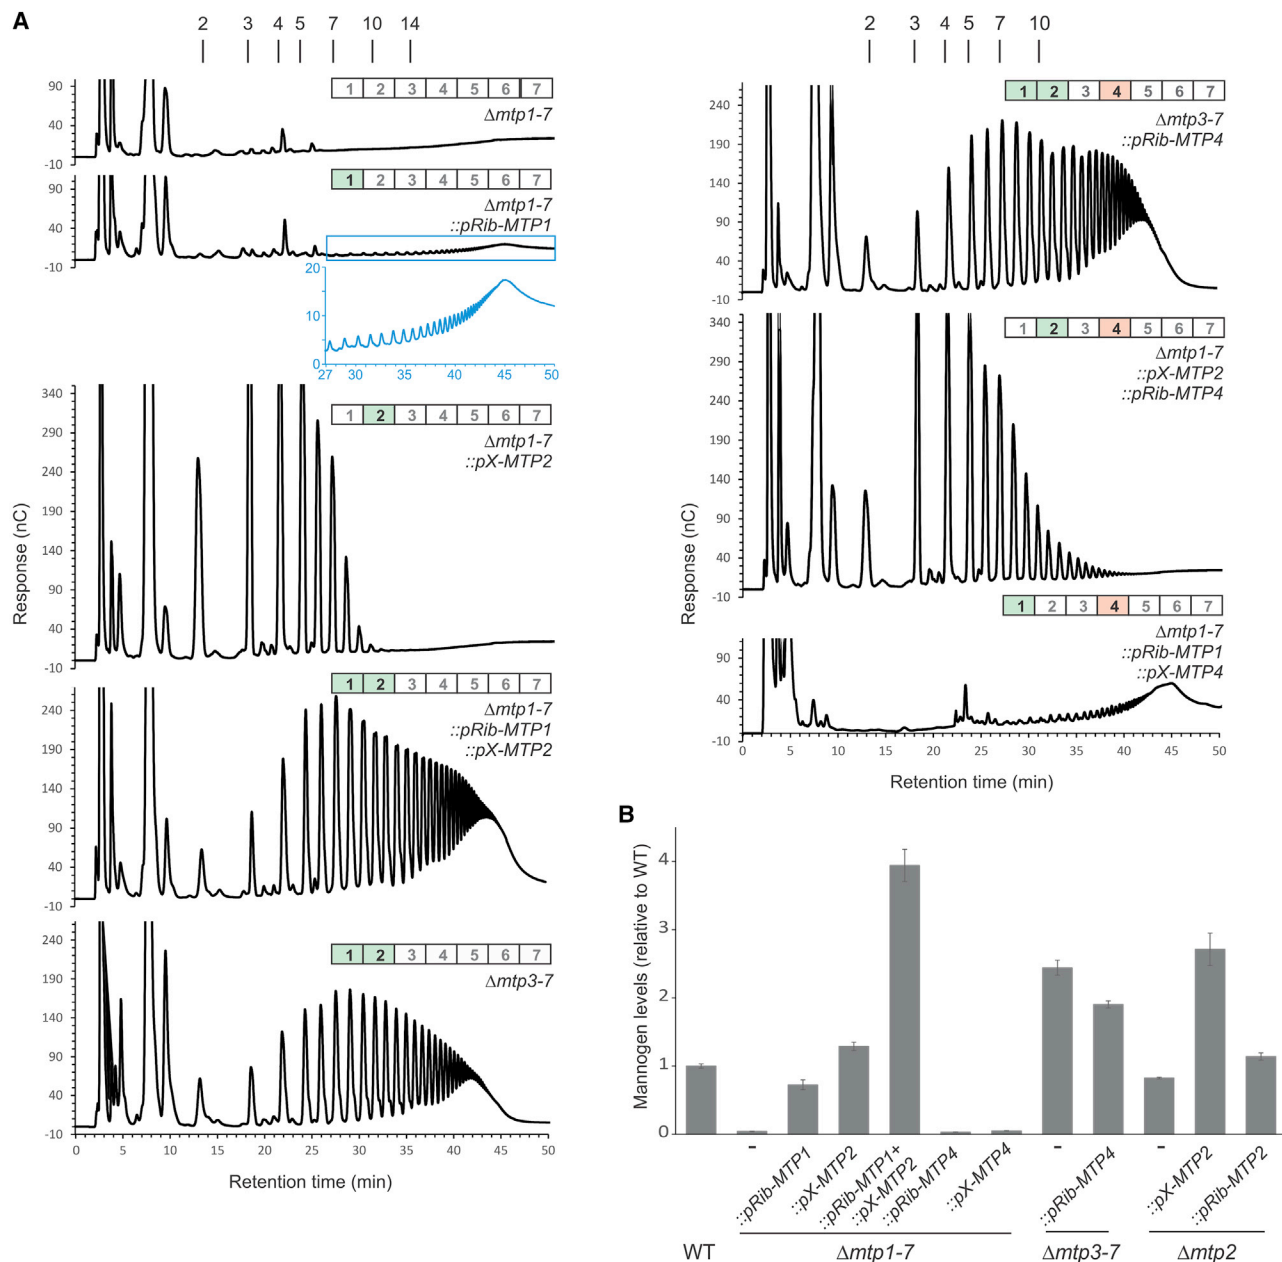 A
2 3 4 5 7 10 14
90
40
-10
1 2 3 4 5 6 7
Δmtp1-7
90
40
-10
1 2 3 4 5 6 7
Δmtp1-7
::pRib-MTP1
20
10
0
27 30 35 40 45 50
340
290
240
190
140
90
40
-10
1 2 3 4 5 6 7
Δmtp1-7
::pX-MTP2
Response (nC)
240
190
140
90
40
-10
1 2 3 4 5 6 7
Δmtp1-7
::pRib-MTP1
::pX-MTP2
240
190
140
90
40
-10
1 2 3 4 5 6 7
Δmtp3-7
0 5 10 15 20 25 30 35 40 45 50
Retention time (min)
2 3 4 5 7 10
240
190
140
90
40
-10
1 2 3 4 5 6 7
Δmtp3-7
::pRib-MTP4
340
290
240
190
140
90
40
-10
1 2 3 4 5 6 7
Δmtp1-7
::pX-MTP2
::pRib-MTP4
Response (nC)
90
40
-10
1 2 3 4 5 6 7
Δmtp1-7
::pRib-MTP1
::pX-MTP4
0 5 10 15 20 25 30 35 40 45 50
Retention time (min)
B
Mannogen levels (relative to WT)
4
3
2
1
0
WT
-
::pRib-MTP1
::pX-MTP2
::pRib-MTP1+
::pX-MTP2
::pRib-MTP4
::pX-MTP4
-
::pRib-MTP4
-
::pX-MTP2
::pRib-MTP2
Δmtp1-7
Δmtp3-7
Δmtp2